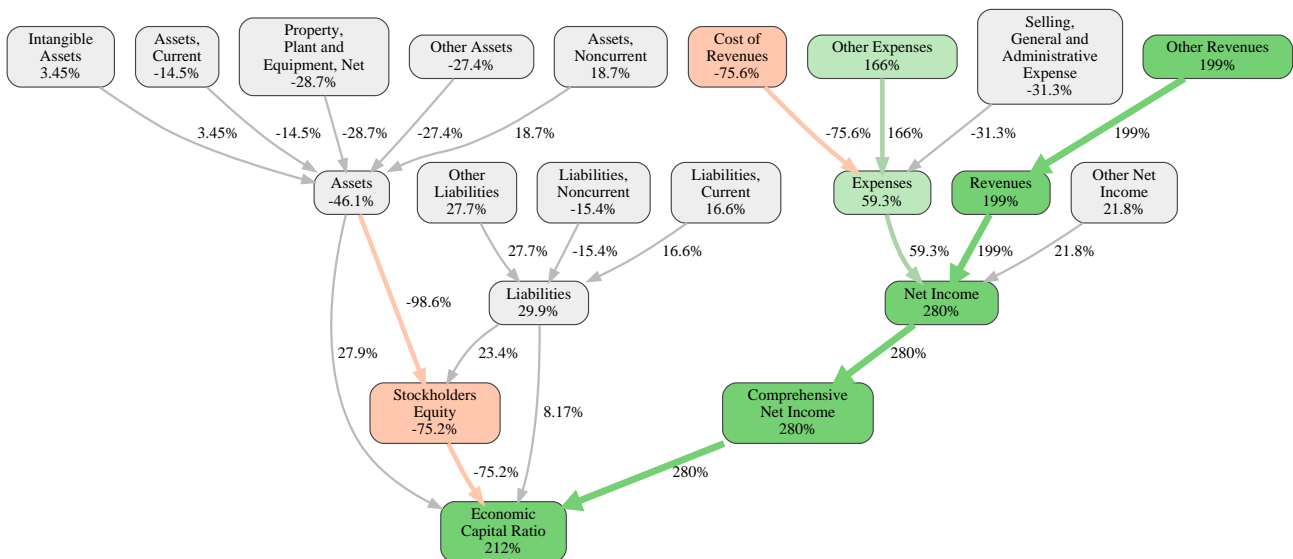 Intangible
Assets
3.45%
Assets,
Current
-14.5%
Property,
Plant and
Equipment, Net
-28.7%
Other Assets
-27.4%
Assets,
Noncurrent
18.7%
Cost of
Revenues
-75.6%
Other Expenses
166%
Selling,
General and
Administrative
Expense
-31.3%
Other Revenues
199%
3.45%
-14.5%
-28.7%
-27.4%
18.7%
-75.6%
166%
-31.3%
199%
Assets
-46.1%
Other
Liabilities
27.7%
Liabilities,
Noncurrent
-15.4%
Liabilities,
Current
16.6%
Expenses
59.3%
Revenues
199%
Other Net
Income
21.8%
27.7%
-15.4%
16.6%
59.3%
199%
21.8%
Liabilities
29.9%
Net Income
280%
-98.6%
27.9%
23.4%
280%
Stockholders
Equity
-75.2%
8.17%
Comprehensive
Net Income
280%
-75.2%
280%
Economic
Capital Ratio
212%